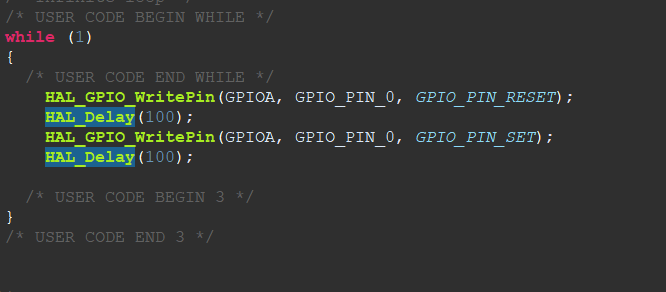 /* USER CODE BEGIN WHILE */
while (1)
{
/* USER CODE END WHILE */
HAL_GPIO_WritePin(GPIOA, GPIO_PIN_0, GPIO_PIN_RESET);
HAL_Delay(100);
HAL_GPIO_WritePin(GPIOA, GPIO_PIN_0, GPIO_PIN_SET);
HAL_Delay(100);
/* USER CODE BEGIN 3 */
}
/* USER CODE END 3 */